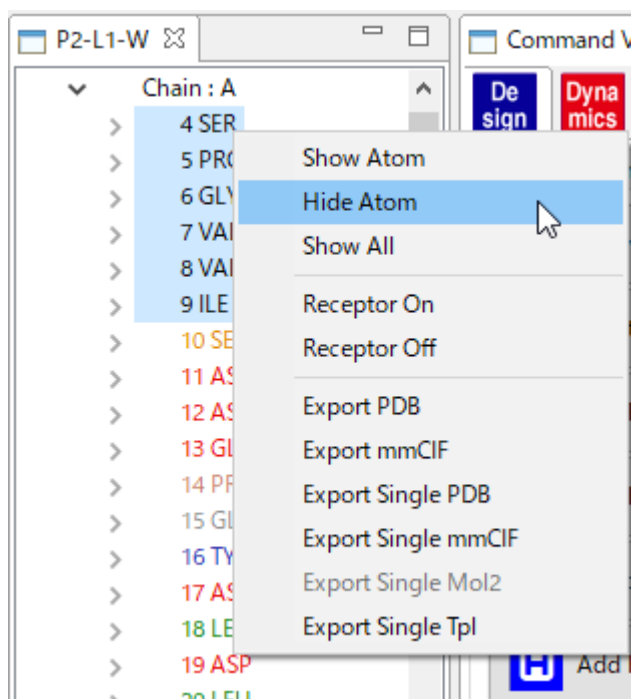 P2-L1-W
Command V
Chain : A
De
sign
Dyna
mics
4 SER
5 PRO
6 GLY
7 VAL
8 VAL
9 ILE
10 SE
11 AS
12 AS
13 GL
14 PR
15 GL
16 TY
17 AS
18 LE
19 ASP
20 LEU
Show Atom
Hide Atom
Show All
Receptor On
Receptor Off
Export PDB
Export mmCIF
Export Single PDB
Export Single mmCIF
Export Single Mol2
Export Single Tpl
H
Add